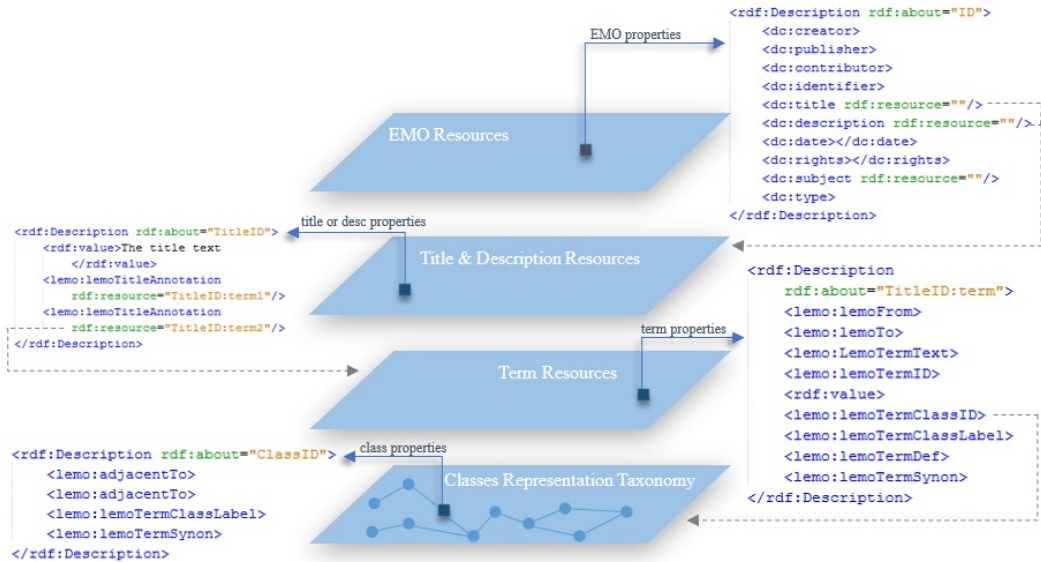 EMO properties
<rdf:Description rdf:about="ID">
<dc:creator>
<dc:publisher>
<dc:contributor>
<dc:identifier>
<dc:title rdf:resource=""/>
<dc:description rdf:resource=""/>
<dc:date></dc:date>
<dc:rights></dc:rights>
<dc:subject rdf:resource=""/>
<dc:type>
</rdf:Description>
EMO Resources
title or desc properties
<rdf:Description rdf:about="TitleID">
<rdf:value>The title text
</rdf:value>
<lemo:lemoTitleAnnotation
rdf:resource="TitleID:term1"/>
<lemo:lemoTitleAnnotation
rdf:resource="TitleID:term2"/>
</rdf:Description>
Title & Description Resources
term properties
<rdf:Description
rdf:about="TitleID:term">
<lemo:lemoFrom>
<lemo:lemoTo>
<lemo:LemoTermText>
<lemo:lemoTermID>
<rdf:value>
<lemo:lemoTermClassID>
<lemo:lemoTermClassLabel>
<lemo:lemoTermDef>
<lemo:lemoTermSynon>
</rdf:Description>
Term Resources
class properties
<rdf:Description rdf:about="ClassID">
<lemo:adjacentTo>
<lemo:adjacentTo>
<lemo:lemoTermClassLabel>
<lemo:lemoTermSynon>
</rdf:Description>
Classes Representation Taxonomy